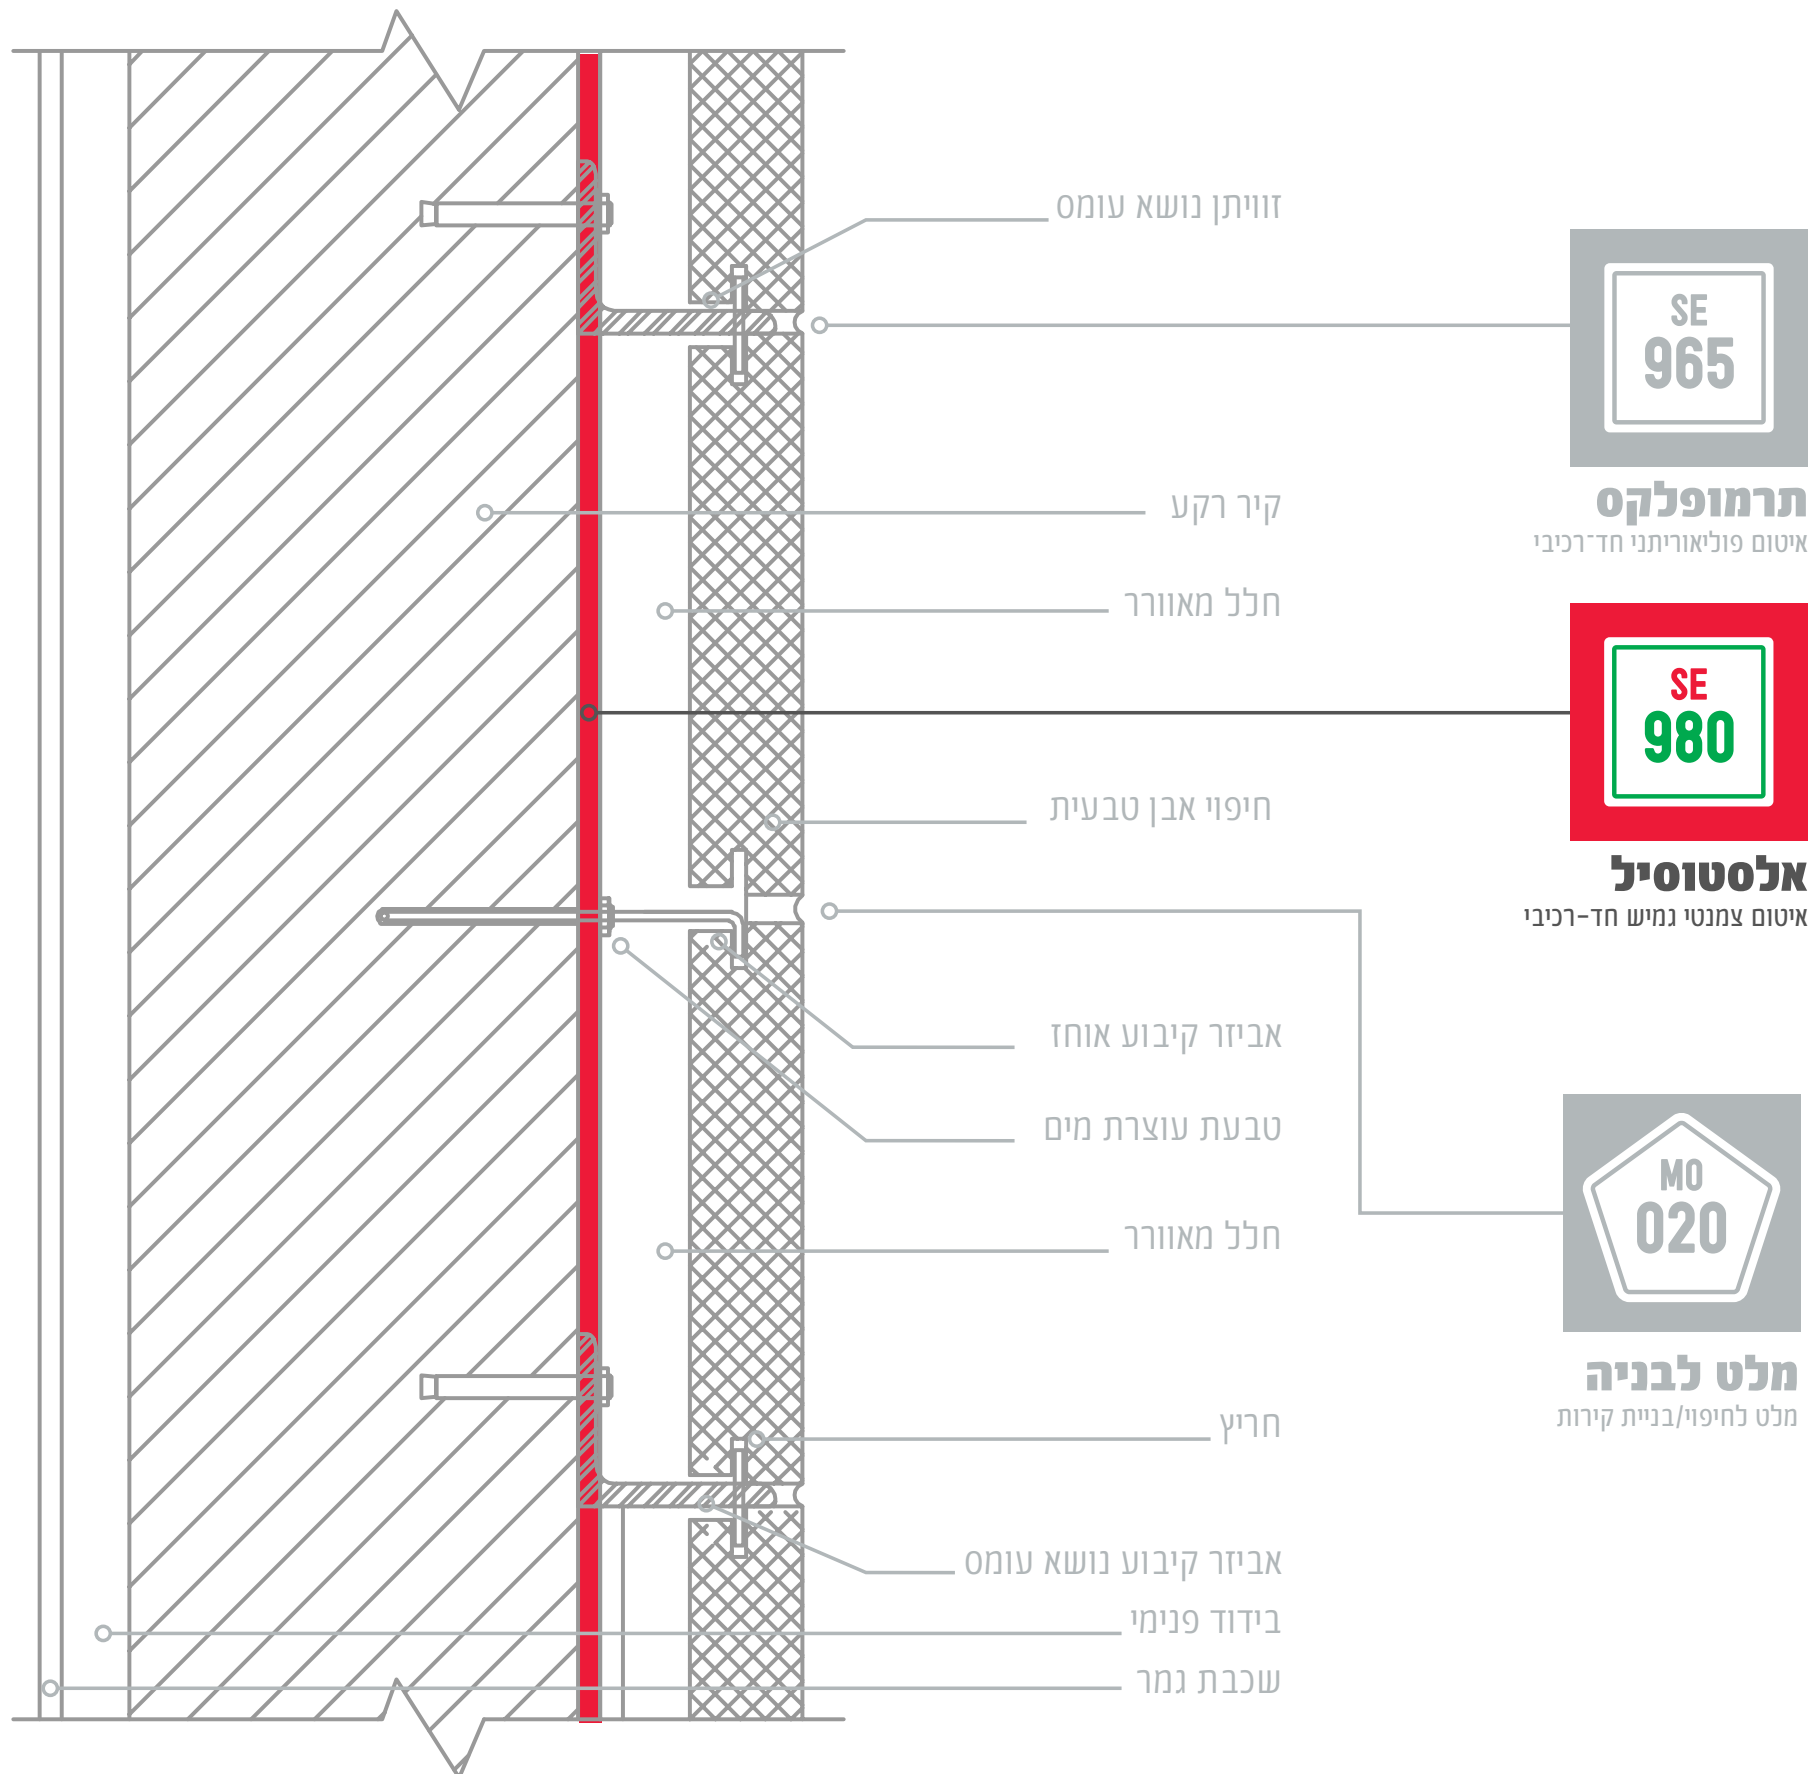 זוויתן נושא עומס
SE
965
תרמופלקס
איטום פוליאוריתני חד־רכיבי
קיר רקע
חלל מאוורר
SE
980
אלסטוסיל
איטום צמנטי גמיש חד-רכיבי
חיפוי אבן טבעית
אביזר קיבוע אוחז
טבעת עוצרת מים
חלל מאוורר
MO
020
מלט לבניה
מלט לחיפוי/בניית קירות
חריץ
אביזר קיבוע נושא עומס
בידוד פנימי
שכבת גמר